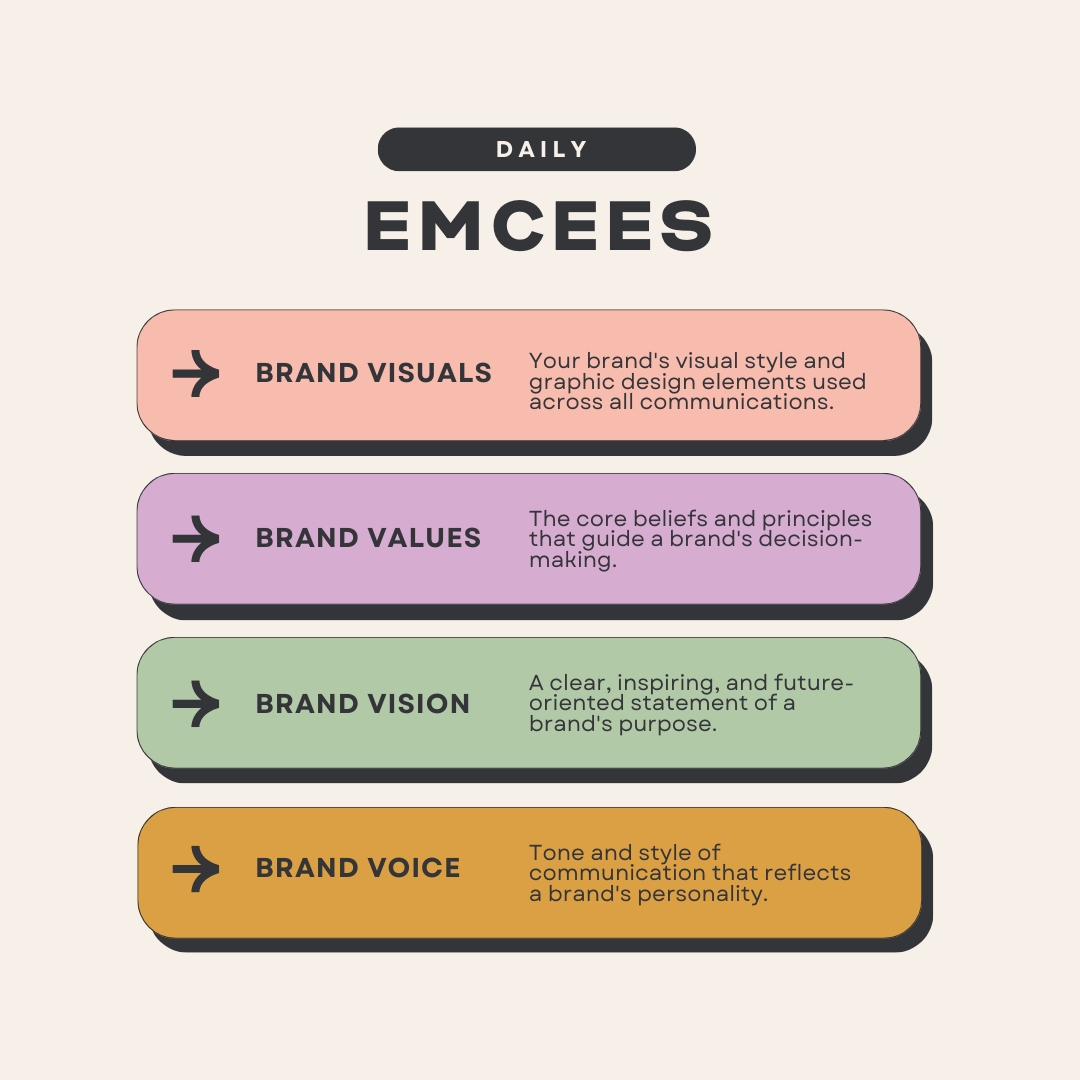 DAILY
EMCEES
BRAND VISUALS
Your brand's visual style and
graphic design elements used
across all communications.
BRAND VALUES
The core beliefs and principles
that guide a brand's decision-
making.
BRAND VISION
A clear, inspiring, and future-
oriented statement of a
brand's purpose.
BRAND VOICE
Tone and style of
communication that reflects
a brand's personality.